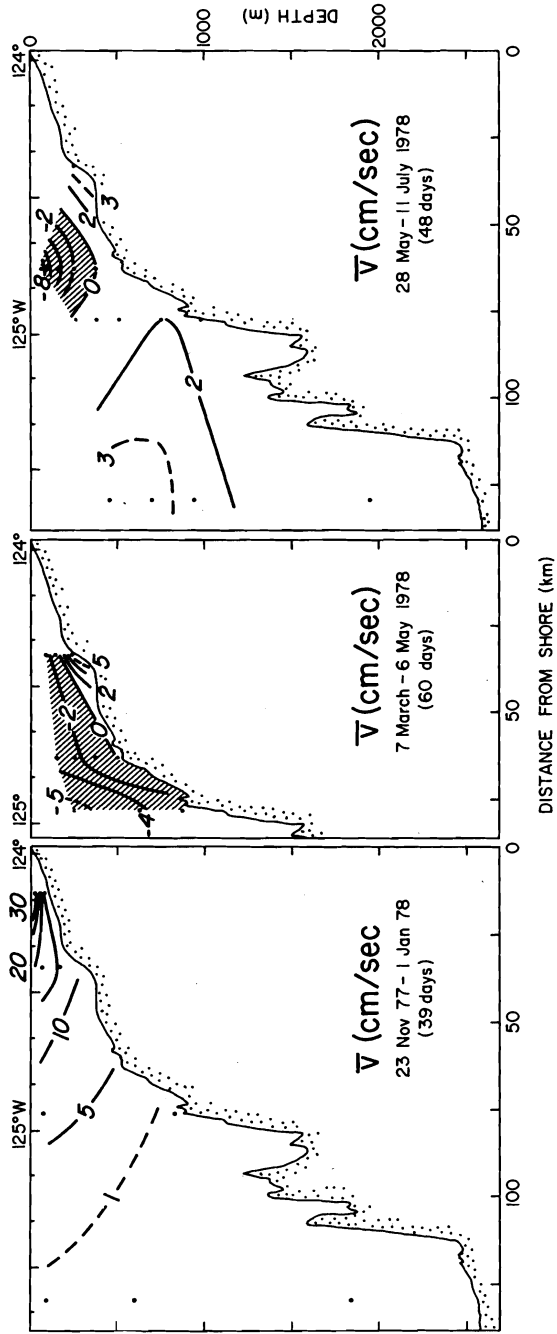 30
20
10
5
1
124°
125°W
V̅ (cm/sec
23 Nov 77-1 Jan 78
(39 days)
0
50
100
-5
-4
-2
0
2
5
124°
125°
V̅ (cm/sec)
7 March-6 May 1978
(60 days)
0
50
DISTANCE FROM SHORE (km)
-8
-2
0
2
3
2
3
124°
125°W
V̅ (cm/sec)
28 May-11 July 1978
(48 days)
0
50
100
0
1000
2000
DEPTH (m)